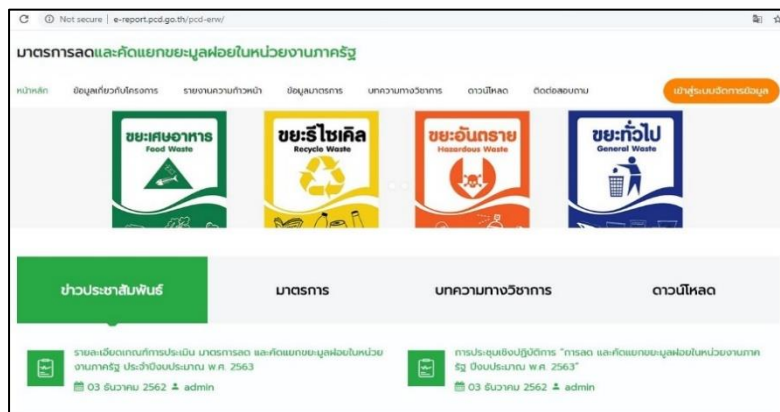 Not secure | e-report.pcd.go.th/pcd-enw/
มาตรการลดและคัดแยกขยะมูลฝอยในหน่วยงานภาครัฐ
หน้าหลัก ข้อมูลเกี่ยวกับโครงการ รายงานความก้าวหน้า ข้อมูลมาตรการ บทความทางวิชาการ ดาวน์โหลด ติดต่อสอบถาม เข้าสู่ระบบจัดการข้อมูล
ขยะเศษอาหาร ขยะรีไซเคิล ขยะอันตราย ขยะทั่วไป
Food Waste Recycle Waste Hazardous Waste General Waste
ข่าวประชาสัมพันธ์ มาตรการ บทความทางวิชาการ ดาวน์โหลด
รายละเอียดเกณฑ์การประเมิน มาตรการลด และคัดแยกขยะมูลฝอยในหน่วย
งานภาครัฐ ประจำปีงบประมาณ พ.ศ. 2563
03 ธันวาคม 2562 admin
การประชุมเชิงปฏิบัติการ "การลด และคัดแยกขยะมูลฝอยในหน่วยงานภาค
รัฐ ปีงบประมาณ พ.ศ. 2563"
03 ธันวาคม 2562 admin